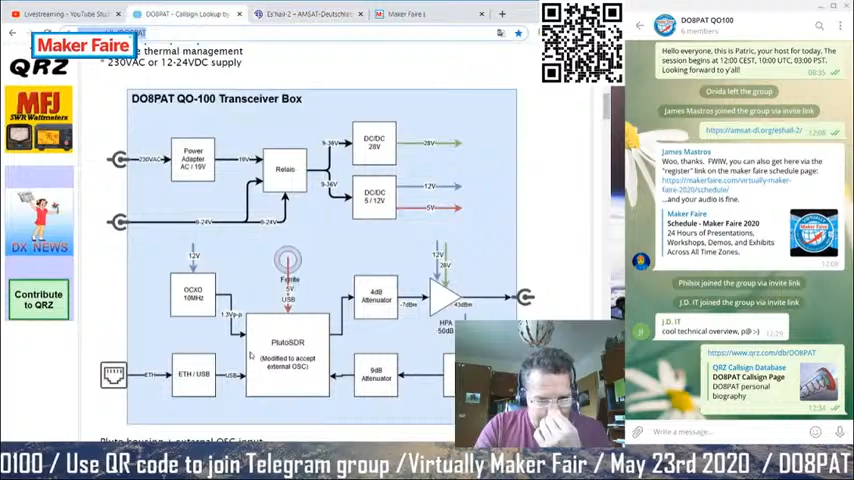 Livestreaming - YouTube Stu
DO8PAT - Callsign Lookup by
Es'hail-2 – AMSAT-Deutschla
Maker Faire |
Maker Faire
QRZ
thermal management
* 230VAC or 12-24VDC supply
MFJ
SWR Wattmeters
DX NEWS
Contribute
to QRZ
DO8PAT QO-100 Transceiver Box
230VAC
Power
Adapter
AC / 19V
19V
Relais
9-36V
9-36V
DC/DC
28V
28V
DC/DC
5 / 12V
12V
5V
12V
OCXO
10MHz
1.3Vp-p
Ferrite
5V
USB
PlutoSDR
(Modified to accept
external OSC)
4dB
Attenuator
-7dBm
12V
28V
HPA
50dB
43dBm
ETH
ETH / USB
USB
9dB
Attenuator
Pluto housing + external OSC input
DO8PAT QO100
6 members
Hello everyone, this is Patric, your host for today. The
session begins at 12:00 CEST, 10:00 UTC, 03:00 PST.
Looking forward to y'all!
08:35
Onida left the group
James Mastros joined the group via invite link
https://amsat-dl.org/eshail-2/
12:08
James Mastros
Woo, thanks. FWIW, you can also get here via the
"register" link on the maker faire schedule page:
https://makerfaire.com/virtually-maker-
faire-2020/schedule/
...and your audio is fine.
Maker Faire
Schedule - Maker Faire 2020
24 Hours of Presentations,
Workshops, Demos, and Exhibits
Across All Time Zones.
12:08
Philsix joined the group via invite link
J.D. IT joined the group via invite link
JI
J.D. IT
cool technical overview, p@ :-)
12:29
https://www.qrz.com/db/DO8PAT
QRZ Callsign Database
DO8PAT Callsign Page
DO8PAT personal
biography
12:34
Write a message...
O100 / Use QR code to join Telegram group /Virtually Maker Fair / May 23rd 2020 / DO8PAT